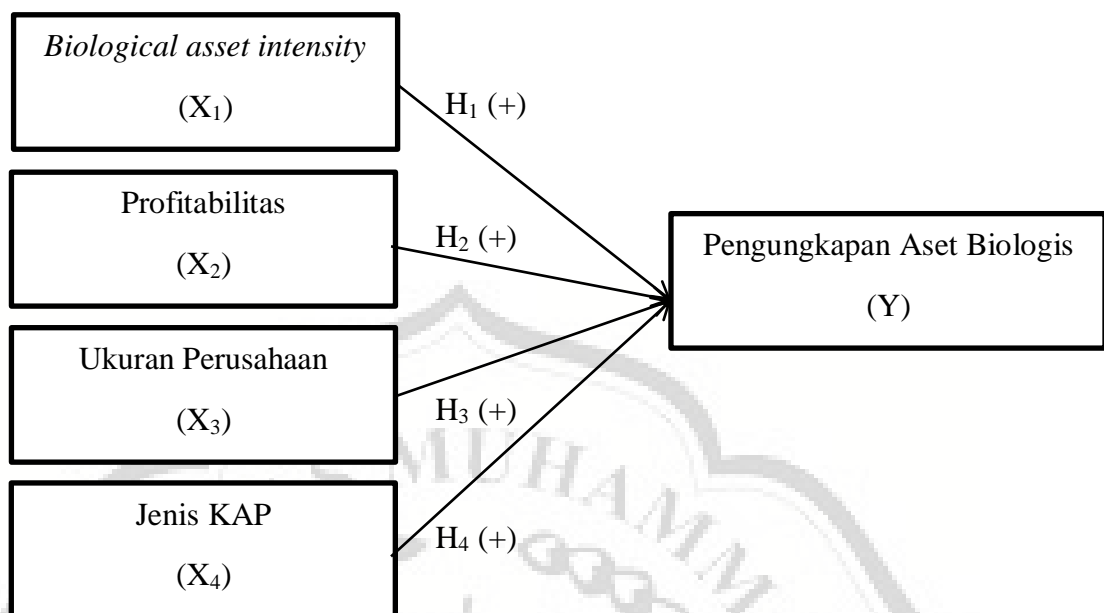 Biological asset intensity
(X₁)
H₁ (+)
Profitabilitas
(X₂)
H₂ (+)
Pengungkapan Aset Biologis
(Y)
Ukuran Perusahaan
(X₃)
H₃ (+)
Jenis KAP
(X₄)
H₄ (+)
MUHAMM